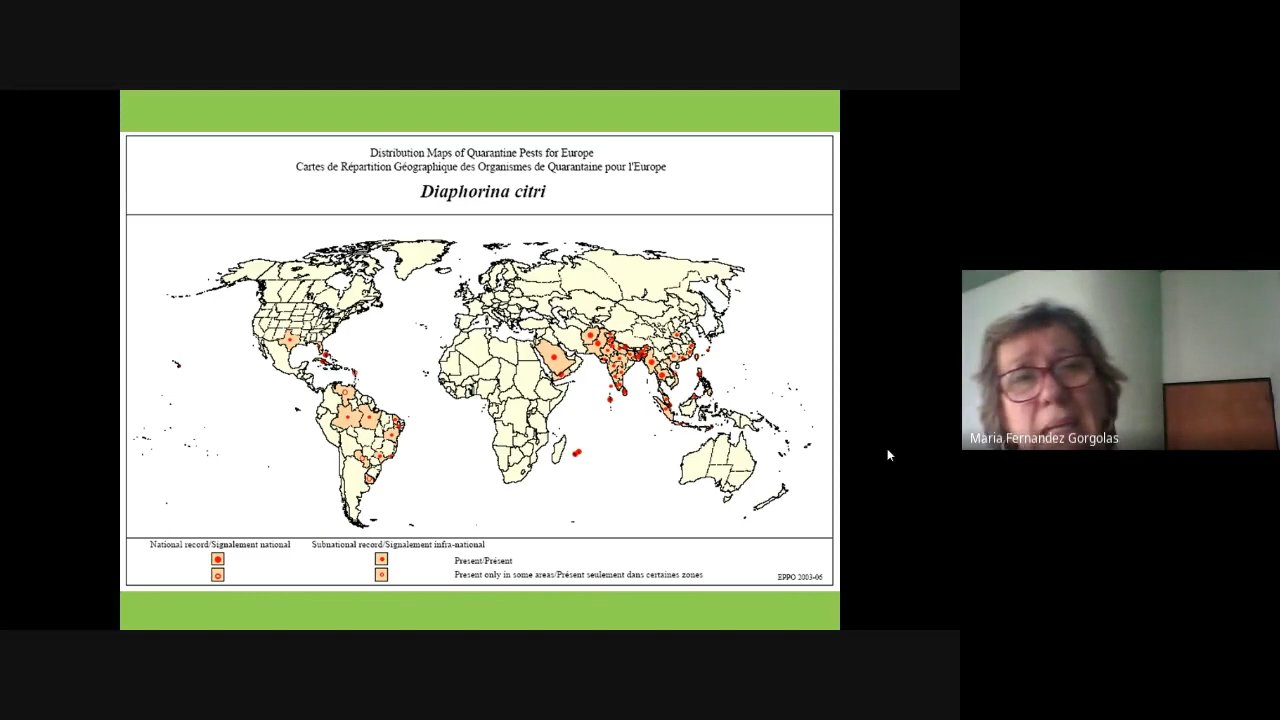 Distribution Maps of Quarantine Pests for Europe
Cartes de Répartition Géographique des Organismes de Quarantaine pour l'Europe
Diaphorina citri
National record/Signalement national
Subnational record/Signalement infra-national
Present/Présent
Present only in some areas/Présent seulement dans certaines zones
EPPO 2003-06
Maria Fernandez Gorgolas